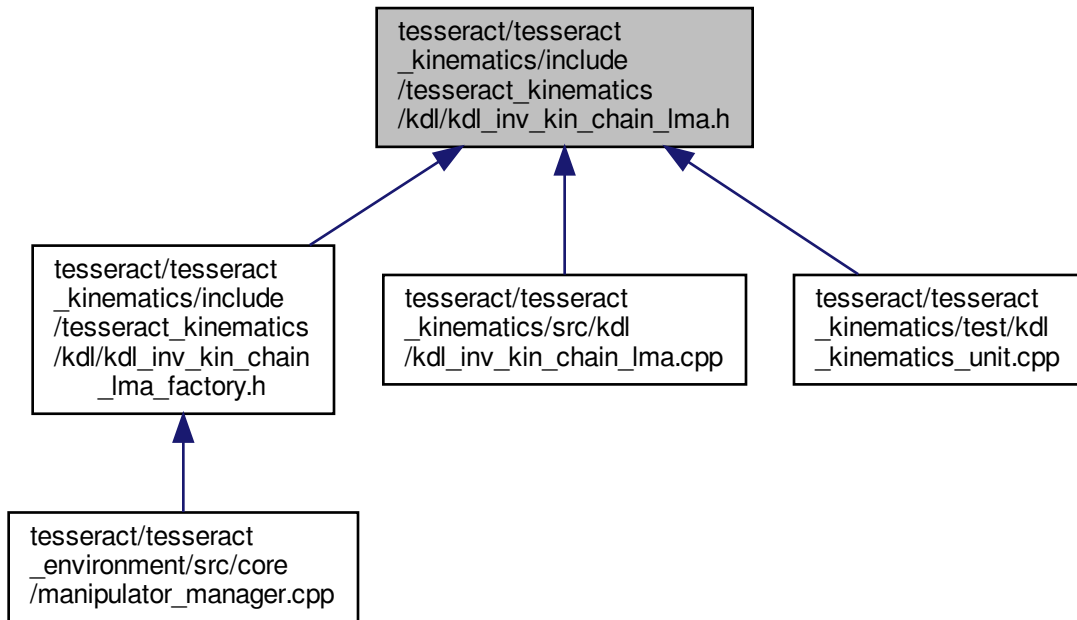 tesseract/tesseract
_kinematics/include
/tesseract_kinematics
/kdl/kdl_inv_kin_chain_lma.h
tesseract/tesseract
_kinematics/include
/tesseract_kinematics
/kdl/kdl_inv_kin_chain
_lma_factory.h
tesseract/tesseract
_kinematics/src/kdl
/kdl_inv_kin_chain_lma.cpp
tesseract/tesseract
_kinematics/test/kdl
_kinematics_unit.cpp
tesseract/tesseract
_environment/src/core
/manipulator_manager.cpp